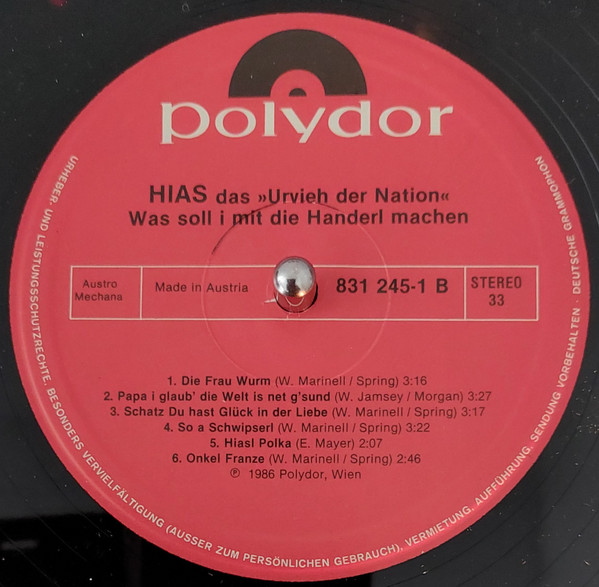 polydor
HIAS das »Urvieh der Nation«
Was soll i mit die Handerl machen
Austro
Mechana
Made in Austria
831 245-1 B
STEREO
33
1. Die Frau Wurm (W. Marinell / Spring) 3:16
2. Papa i glaub' die Welt is net g'sund (W. Jamsey / Morgan) 3:27
3. Schatz Du hast Glück in der Liebe (W. Marinell / Spring) 3:17
4. So a Schwipserl (W. Marinell / Spring) 3:22
5. Hiasl Polka (E. Mayer) 2:07
6. Onkel Franze (W. Marinell / Spring) 2:46
℗ 1986 Polydor, Wien
URHEBER- UND LEISTUNGSSCHUTZRECHTE, BESONDERS VERVIELFÄLTIGUNG (AUSSER ZUM PERSÖNLICHEN GEBRAUCH), VERMIETUNG, AUFFÜHRUNG, SENDUNG VORBEHALTEN · DEUTSCHE GRAMMOPHON